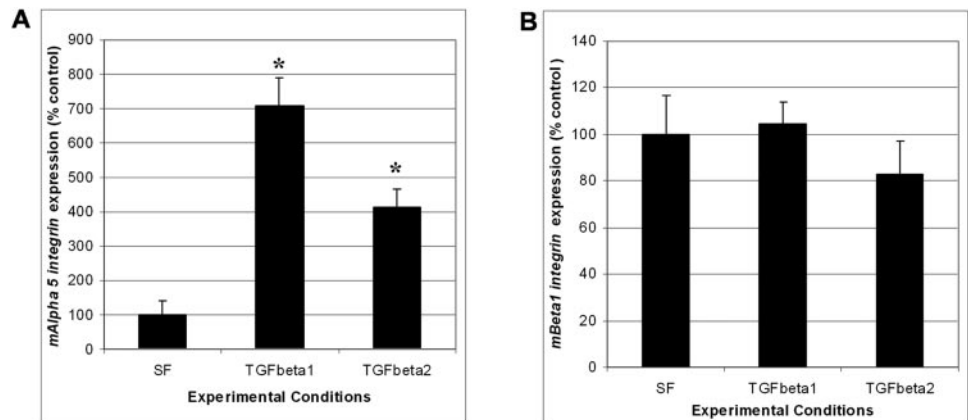 A
mAlpha 5 integrin expression (% control)
900
800
700
600
500
400
300
200
100
0
*
*
SF
TGFbeta1
TGFbeta2
Experimental Conditions
B
mBeta1 integrin expression (% control)
140
120
100
80
60
40
20
0
SF
TGFbeta1
TGFbeta2
Experimental Conditions